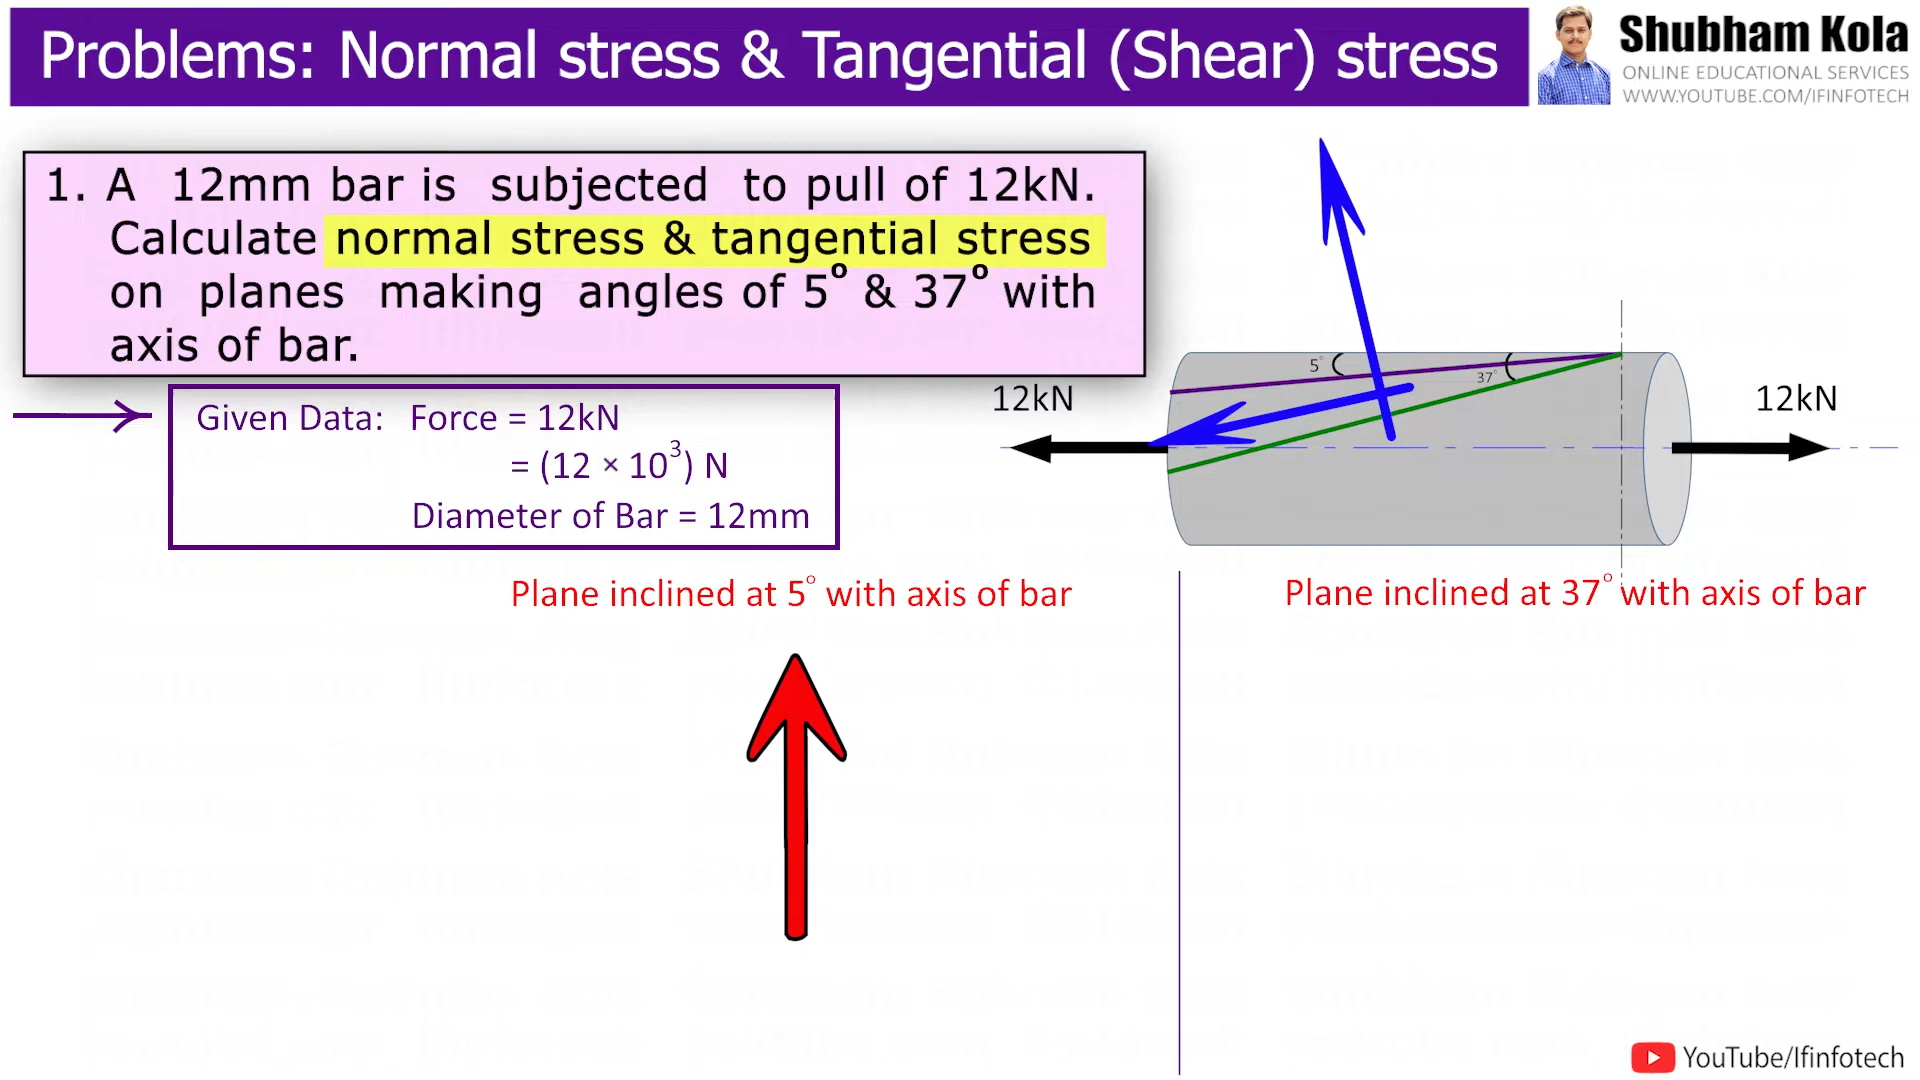 Problems: Normal stress & Tangential (Shear) stress
Shubham Kola
ONLINE EDUCATIONAL SERVICES
WWW.YOUTUBE.COM/IFINFOTECH
1. A 12mm bar is subjected to pull of 12kN.
Calculate normal stress & tangential stress
on planes making angles of 5° & 37° with
axis of bar.
Given Data: Force = 12kN
= (12 × 10³) N
Diameter of Bar = 12mm
12kN
5°
37°
12kN
Plane inclined at 5° with axis of bar
Plane inclined at 37° with axis of bar
YouTube/Ifinfotech